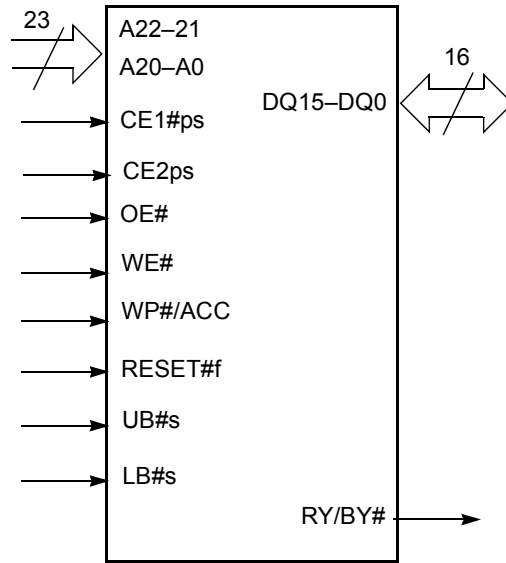 23
A22–21
A20–A0
16
DQ15–DQ0
CE1#ps
CE2ps
OE#
WE#
WP#/ACC
RESET#f
UB#s
LB#s
RY/BY#